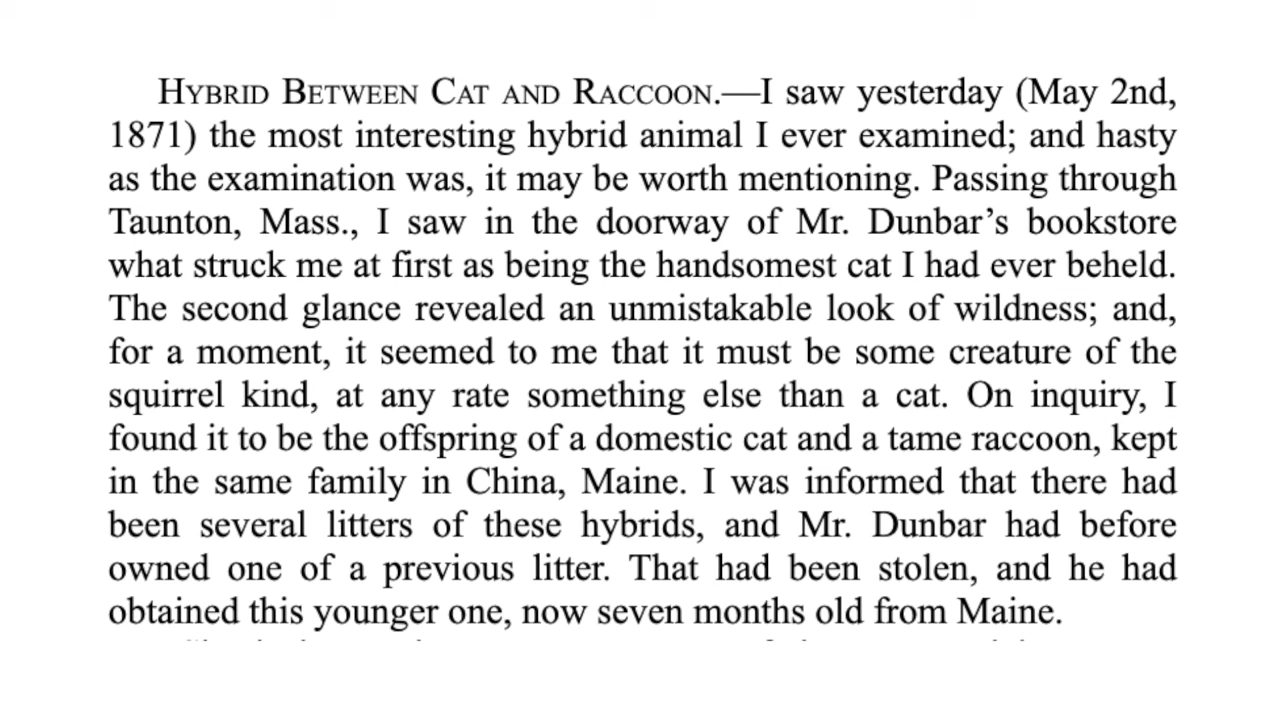 HYBRID BETWEEN CAT AND RACCOON.—I saw yesterday (May 2nd,
1871) the most interesting hybrid animal I ever examined; and hasty
as the examination was, it may be worth mentioning. Passing through
Taunton, Mass., I saw in the doorway of Mr. Dunbar’s bookstore
what struck me at first as being the handsomest cat I had ever beheld.
The second glance revealed an unmistakable look of wildness; and,
for a moment, it seemed to me that it must be some creature of the
squirrel kind, at any rate something else than a cat. On inquiry, I
found it to be the offspring of a domestic cat and a tame raccoon, kept
in the same family in China, Maine. I was informed that there had
been several litters of these hybrids, and Mr. Dunbar had before
owned one of a previous litter. That had been stolen, and he had
obtained this younger one, now seven months old from Maine.